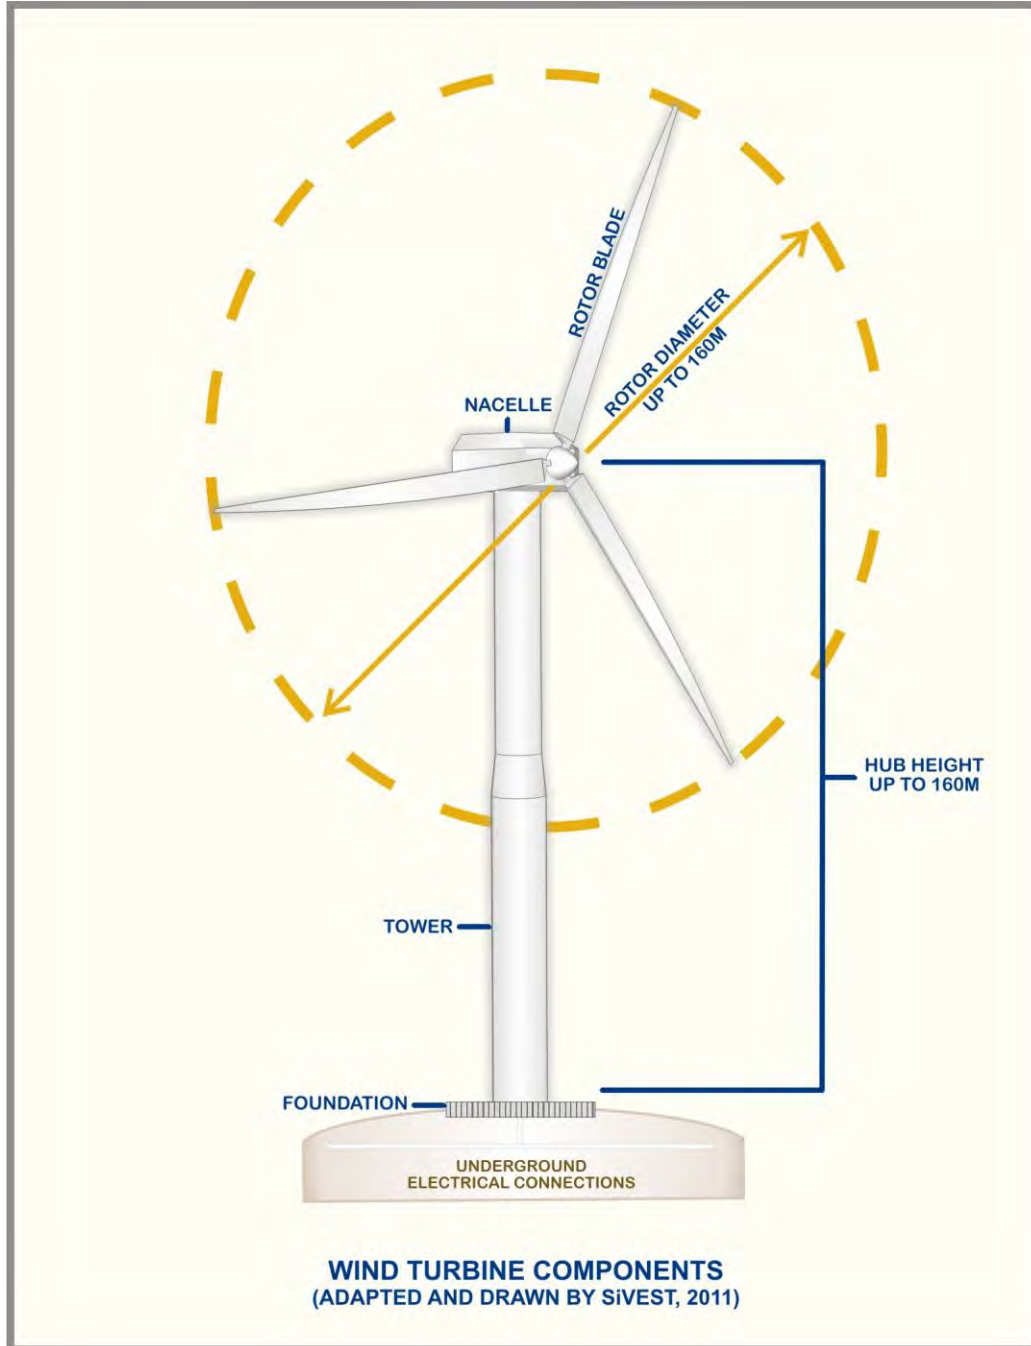 ROTOR BLADE
ROTOR DIAMETER
UP TO 160M
NACELLE
HUB HEIGHT
UP TO 160M
TOWER
FOUNDATION
UNDERGROUND
ELECTRICAL CONNECTIONS
WIND TURBINE COMPONENTS
(ADAPTED AND DRAWN BY SiVEST, 2011)